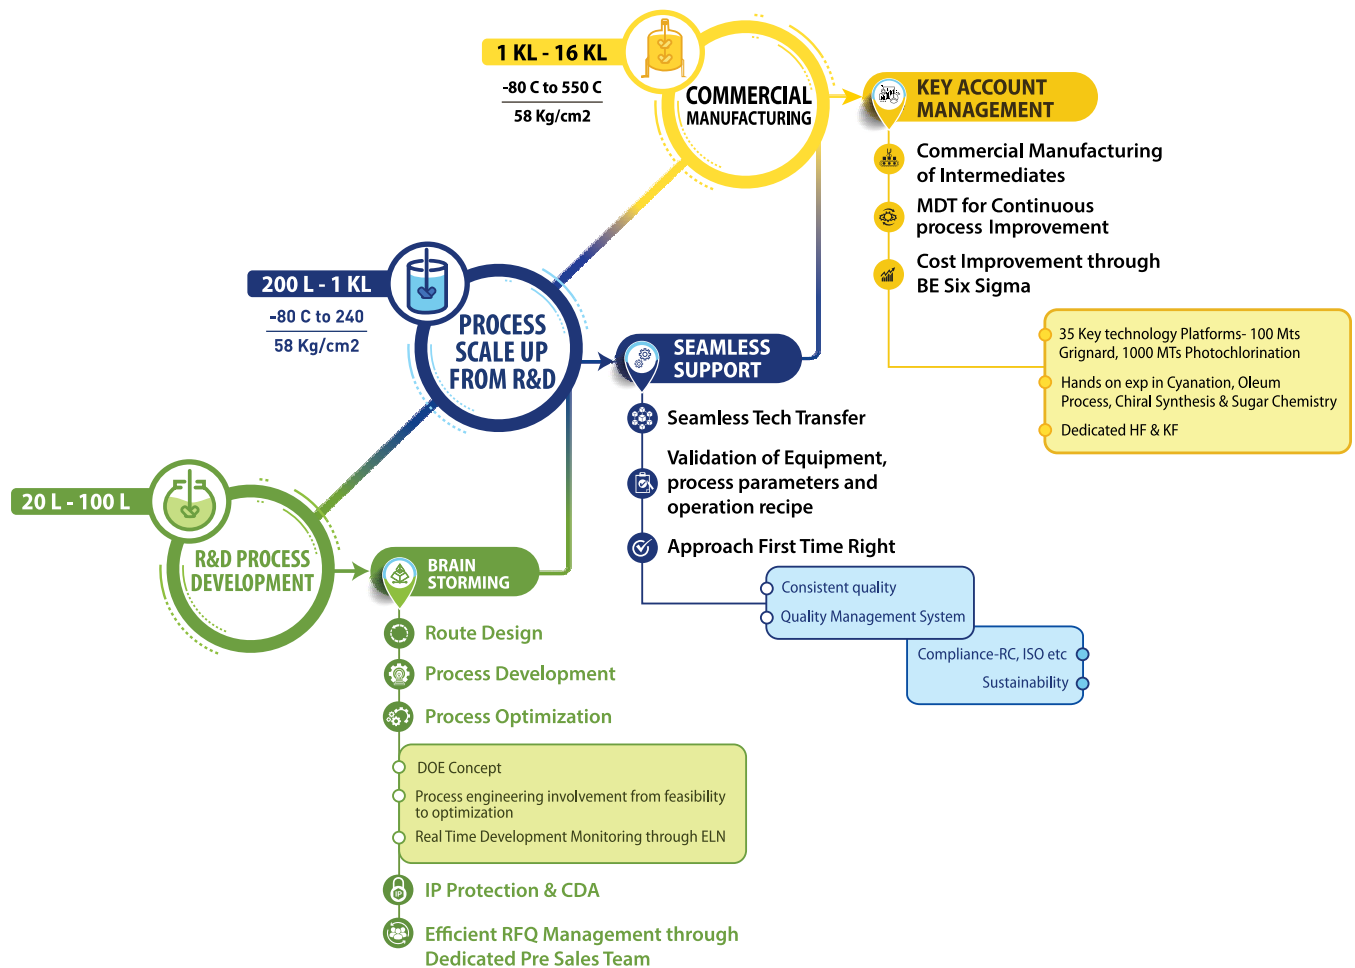 1 KL - 16 KL
-80 C to 550 C
58 Kg/cm2
COMMERCIAL
MANUFACTURING
KEY ACCOUNT
MANAGEMENT
Commercial Manufacturing
of Intermediates
MDT for Continuous
process Improvement
Cost Improvement through
BE Six Sigma
35 Key technology Platforms- 100 Mts
Grignard, 1000 MTs Photochlorination
Hands on exp in Cyanation, Oleum
Process, Chiral Synthesis & Sugar Chemistry
Dedicated HF & KF
200 L - 1 KL
-80 C to 240
58 Kg/cm2
PROCESS
SCALE UP
FROM R&D
SEAMLESS
SUPPORT
Seamless Tech Transfer
Validation of Equipment,
process parameters and
operation recipe
Approach First Time Right
Consistent quality
Quality Management System
Compliance-RC, ISO etc
Sustainability
20 L - 100 L
R&D PROCESS
DEVELOPMENT
BRAIN
STORMING
Route Design
Process Development
Process Optimization
DOE Concept
Process engineering involvement from feasibility
to optimization
Real Time Development Monitoring through ELN
IP
IP Protection & CDA
Efficient RFQ Management through
Dedicated Pre Sales Team